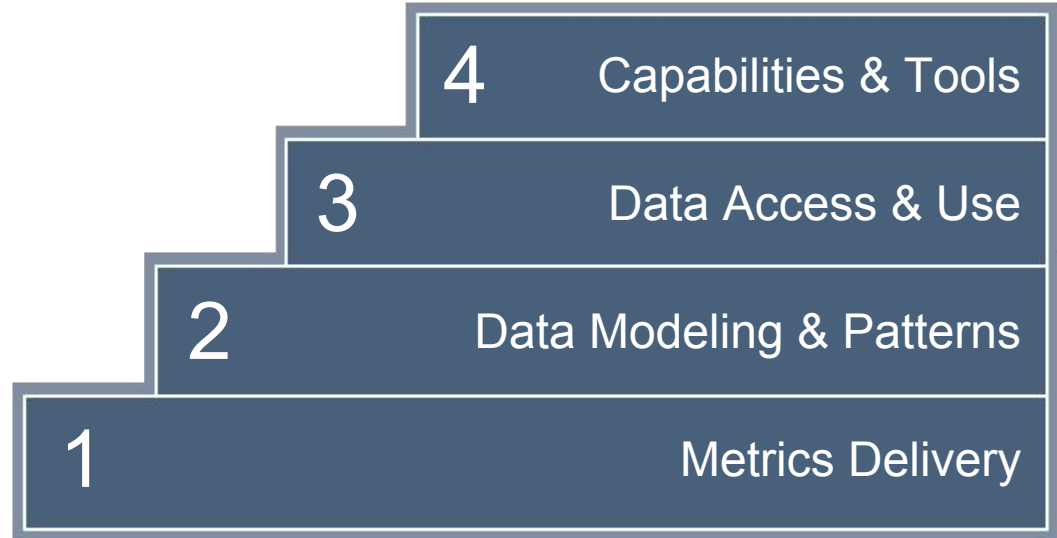 4 Capabilities & Tools
3 Data Access & Use
2 Data Modeling & Patterns
1 Metrics Delivery